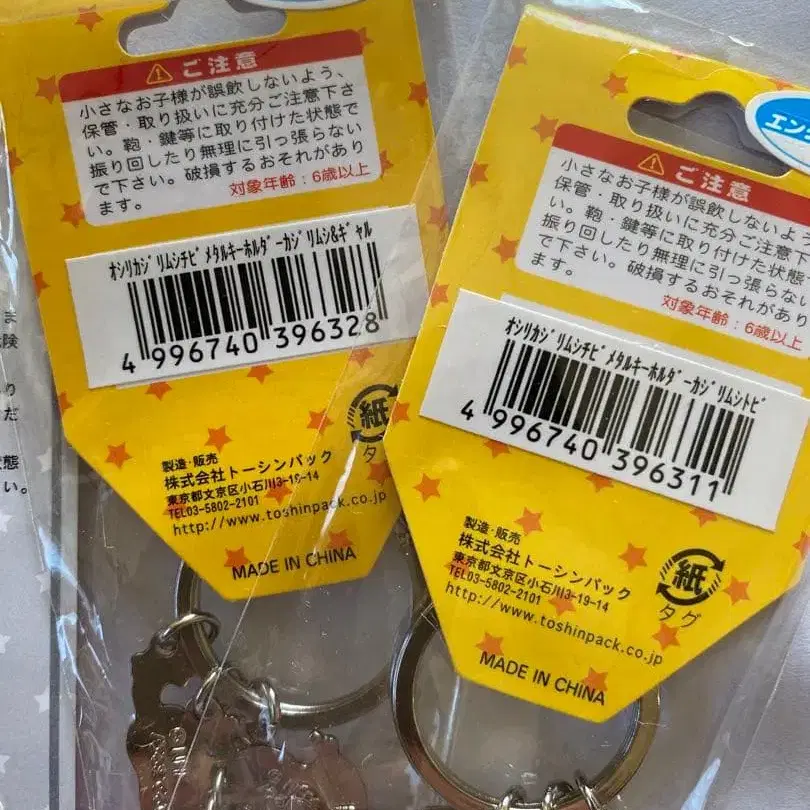 ご注意
小さなお子様が誤飲しないよう、
保管・取り扱いに充分ご注意下さ
い。鞄・鍵等に取り付けた状態で
振り回したり無理に引っ張らない
で下さい。破損するおそれがあり
ます。
対象年齢：6歳以上
ｵｼﾘｶｼﾞﾘﾑｼﾁﾋﾞ ﾒﾀﾙｷｰﾎﾙﾀﾞｰｶｼﾞﾘﾑｼ&ｷﾞｬﾙ
4 996740 396328
紙
タグ
製造・販売
株式会社トーシンパック
東京都文京区小石川3-19-14
TEL03-5802-2101
http://www.toshinpack.co.jp
MADE IN CHINA
エン
ご注意
小さなお子様が誤飲しないよう、
保管・取り扱いに充分ご注意下
い。鞄・鍵等に取り付けた状態
振り回したり無理に引っ張らない
で下さい。破損するおそれがあり
ます。
対象年齢：6歳以上
ｵｼﾘｶｼﾞﾘﾑｼﾁﾋﾞ ﾒﾀﾙｷｰﾎﾙﾀﾞｰｶｼﾞﾘﾑｼﾄﾋﾞ
4 996740 396311
製造・販売
株式会社トーシンパック
東京都文京区小石川3-19-14
TEL03-5802-2101
http://www.toshinpack.co.jp
紙
タグ
MADE IN CHINA
ま
険
り
だ
状態
い。